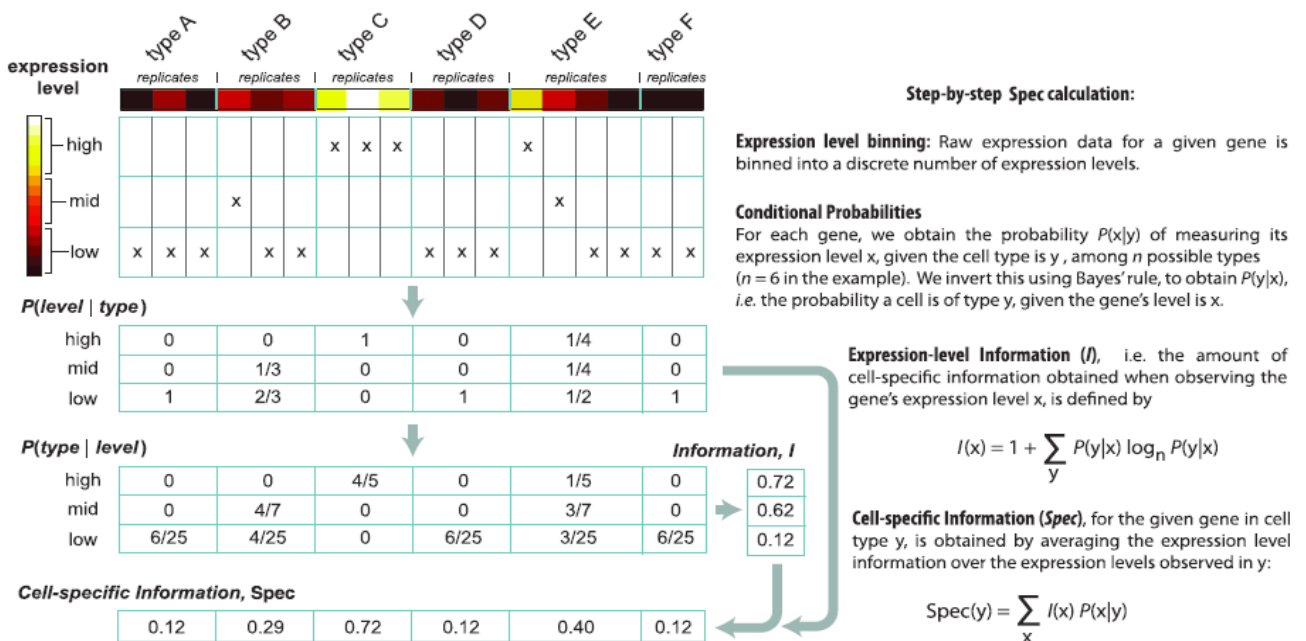 type A type B type C type D type E type F
expression level
replicates replicates replicates replicates replicates replicates
high x x x x
mid x x
low x x x x x x x x x x x x
P(level | type)
high 0 0 1 0 1/4 0
mid 0 1/3 0 0 1/4 0
low 1 2/3 0 1 1/2 1
P(type | level) Information, I
high 0 0 4/5 0 1/5 0 0.72
mid 0 4/7 0 0 3/7 0 0.62
low 6/25 4/25 0 6/25 3/25 6/25 0.12
Cell-specific Information, Spec
0.12 0.29 0.72 0.12 0.40 0.12
Step-by-step Spec calculation:
Expression level binning: Raw expression data for a given gene is
binned into a discrete number of expression levels.
Conditional Probabilities
For each gene, we obtain the probability P(x|y) of measuring its
expression level x, given the cell type is y , among n possible types
(n = 6 in the example). We invert this using Bayes' rule, to obtain P(y|x),
i.e. the probability a cell is of type y, given the gene's level is x.
Expression-level Information (I), i.e. the amount of
cell-specific information obtained when observing the
gene's expression level x, is defined by
I(x) = 1 + ∑ P(y|x) logn P(y|x)
y
Cell-specific Information (Spec), for the given gene in cell
type y, is obtained by averaging the expression level
information over the expression levels observed in y:
Spec(y) = ∑ I(x) P(x|y)
x